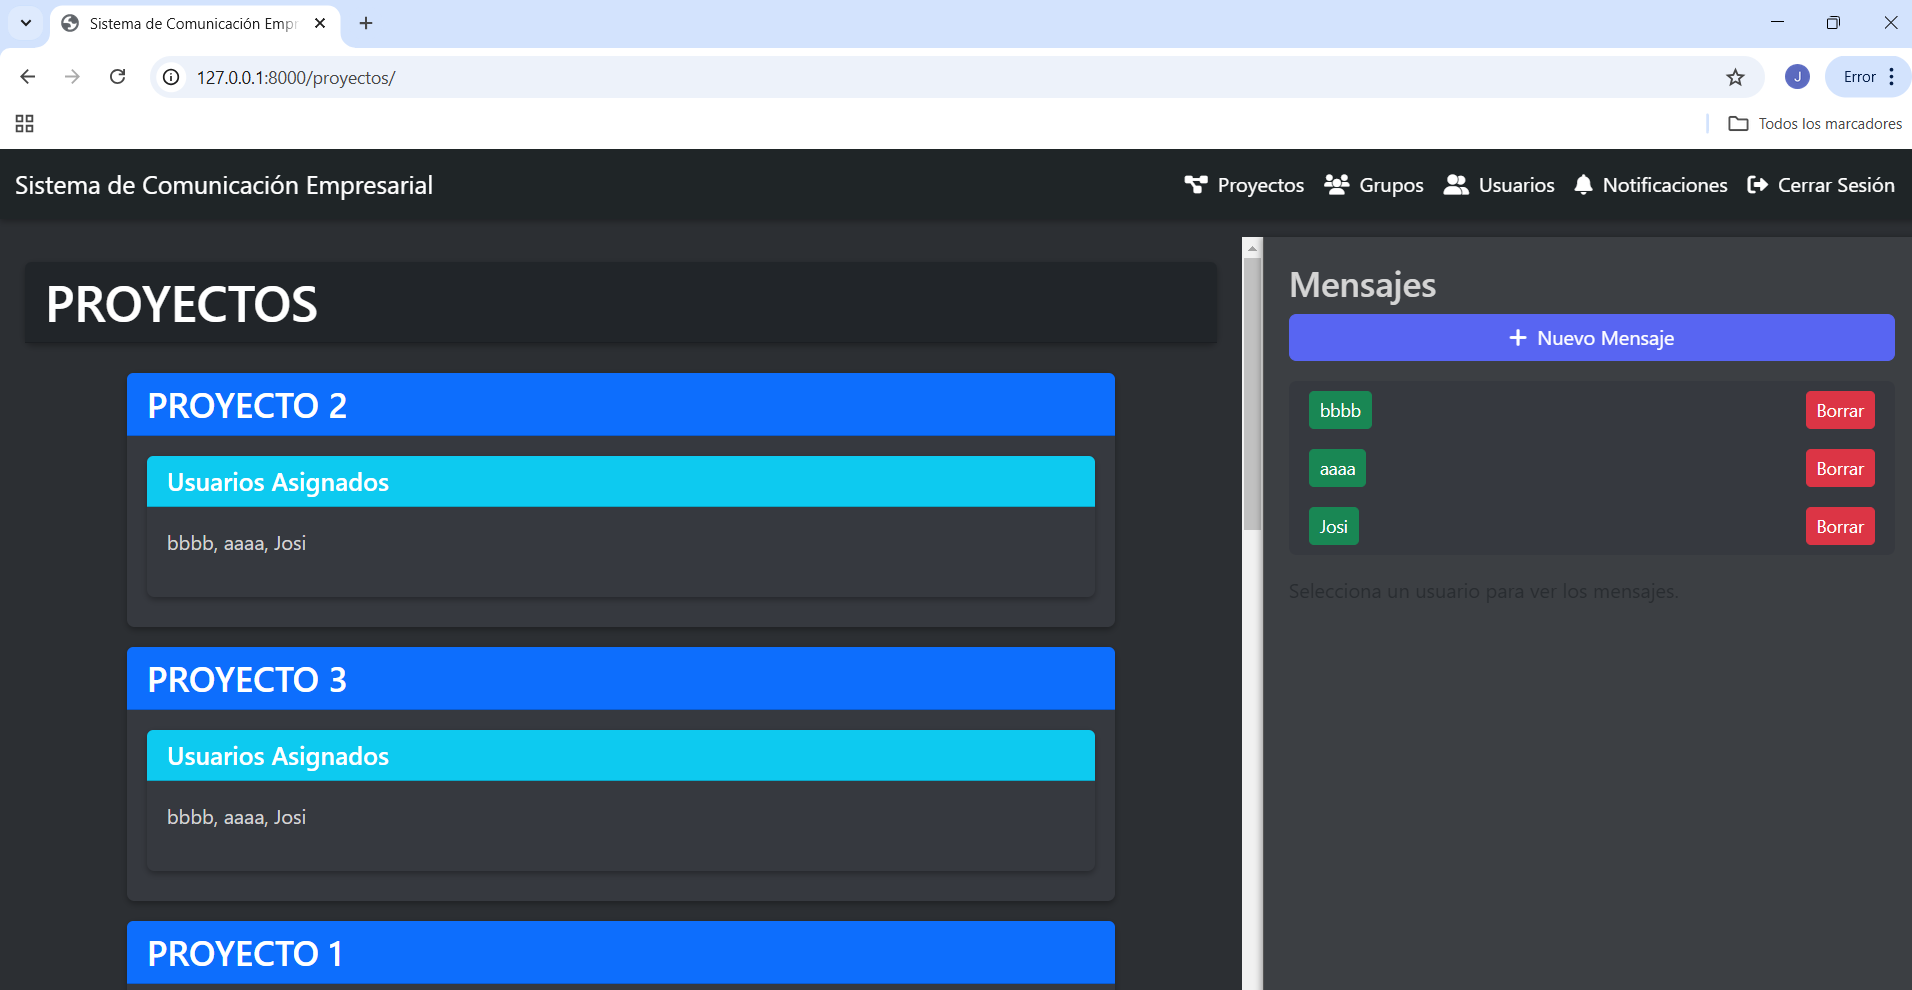 Sistema de Comunicación Emp
127.0.0.1:8000/proyectos/
J
Error
Todos los marcadores
Sistema de Comunicación Empresarial
Proyectos
Grupos
Usuarios
Notificaciones
Cerrar Sesión
PROYECTOS
PROYECTO 2
Usuarios Asignados
bbbb, aaaa, Josi
PROYECTO 3
Usuarios Asignados
bbbb, aaaa, Josi
PROYECTO 1
Mensajes
+ Nuevo Mensaje
bbbb
Borrar
aaaa
Borrar
Josi
Borrar
Selecciona un usuario para ver los mensajes.